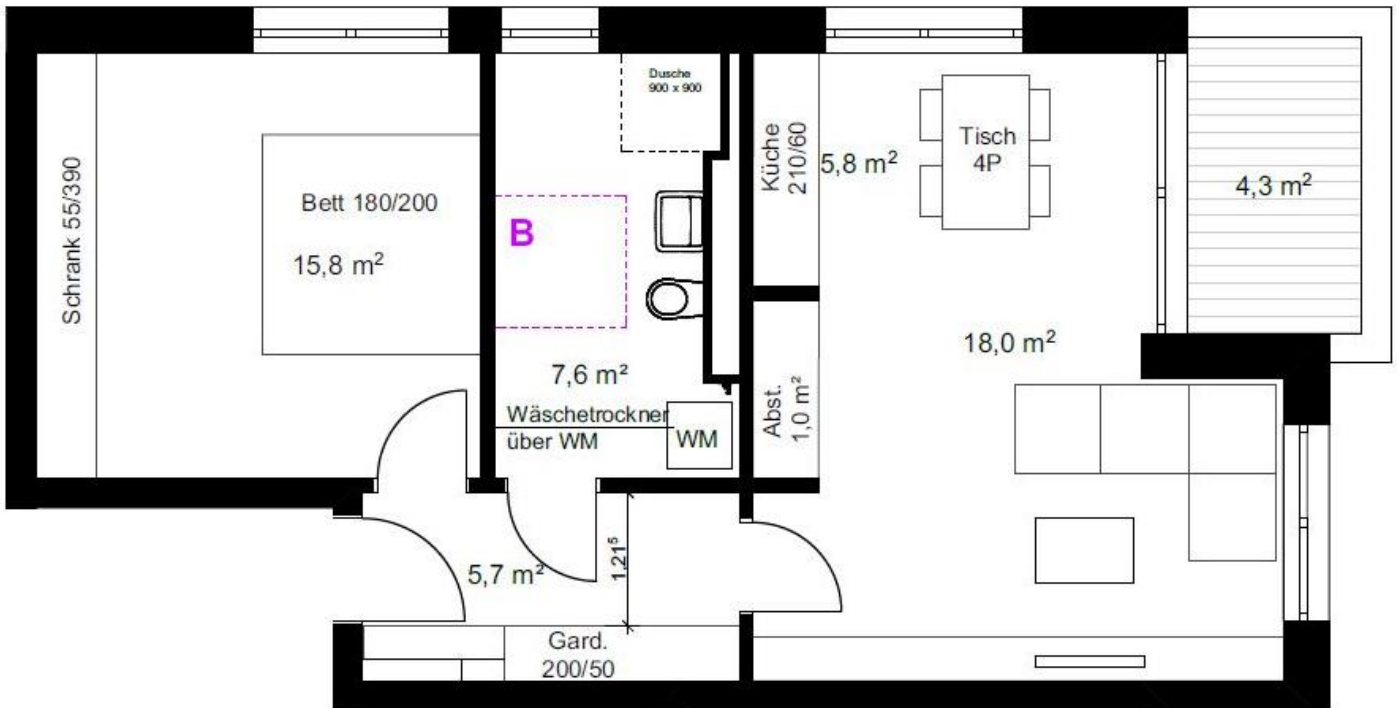 Schrank 55/390
Bett 180/200
15,8 m²
Dusche
900 x 900
B
7,6 m²
Wäschetrockner
über WM
WM
Küche
210/60
5,8 m²
Tisch
4P
4,3 m²
18,0 m²
Abst.
1,0 m²
5,7 m²
1.21⁵
Gard.
200/50